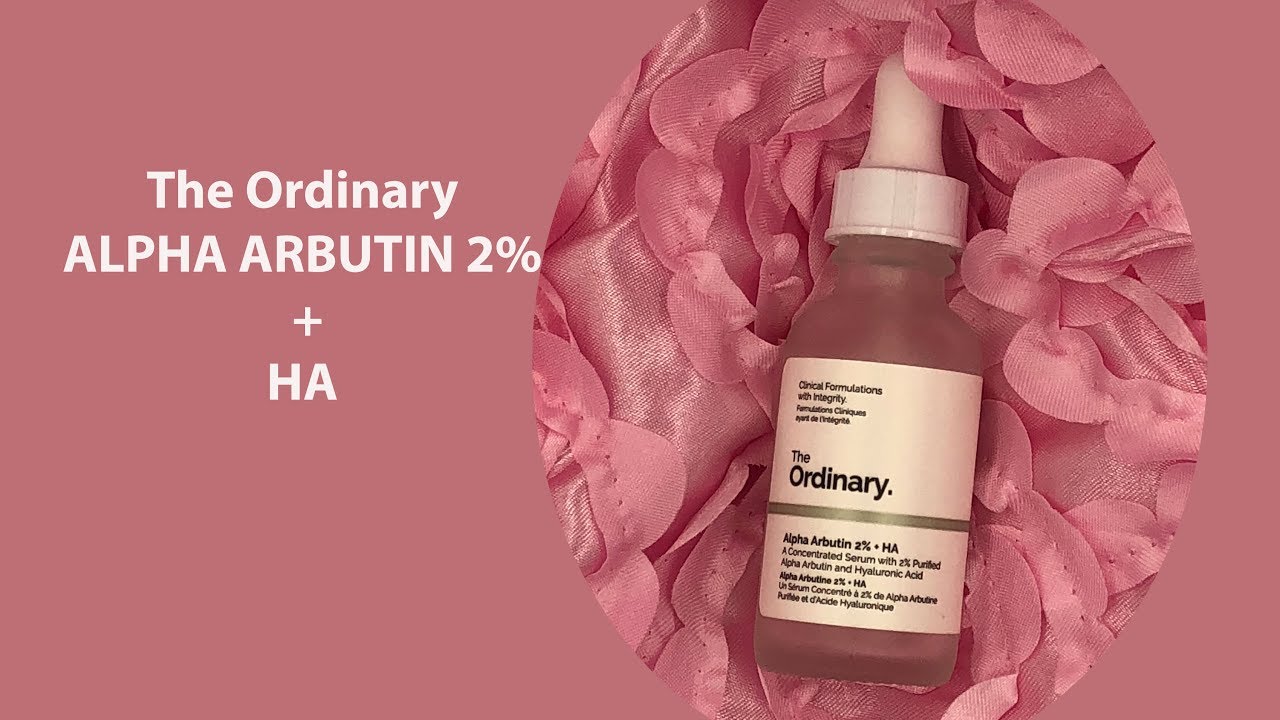 The Ordinary
ALPHA ARBUTIN 2%
+
HA
Clinical Formulations
with Integrity.
Formulations Cliniques
ayant de l'Intégrité.
The
Ordinary.
Alpha Arbutin 2% + HA
A Concentrated Serum with 2% Purified
Alpha Arbutin and Hyaluronic Acid
Alpha Arbutine 2% + HA
Un Sérum Concentré à 2% de Alpha Arbutine
Purifiée et d'Acide Hyaluronique